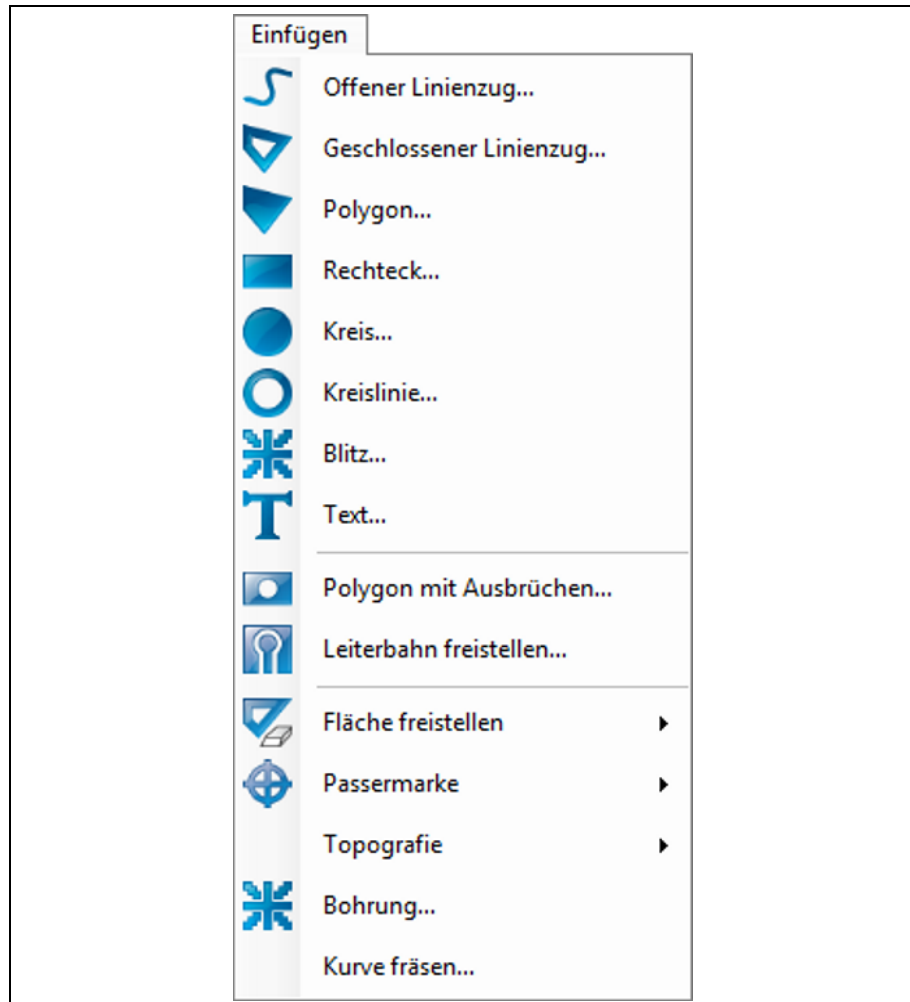 Einfügen
Offener Linienzug...
Geschlossener Linienzug...
Polygon...
Rechteck...
Kreis...
Kreislinie...
Blitz...
Text...
Polygon mit Ausbrüchen...
Leiterbahn freistellen...
Fläche freistellen
Passermarke
Topografie
Bohrung...
Kurve fräsen...